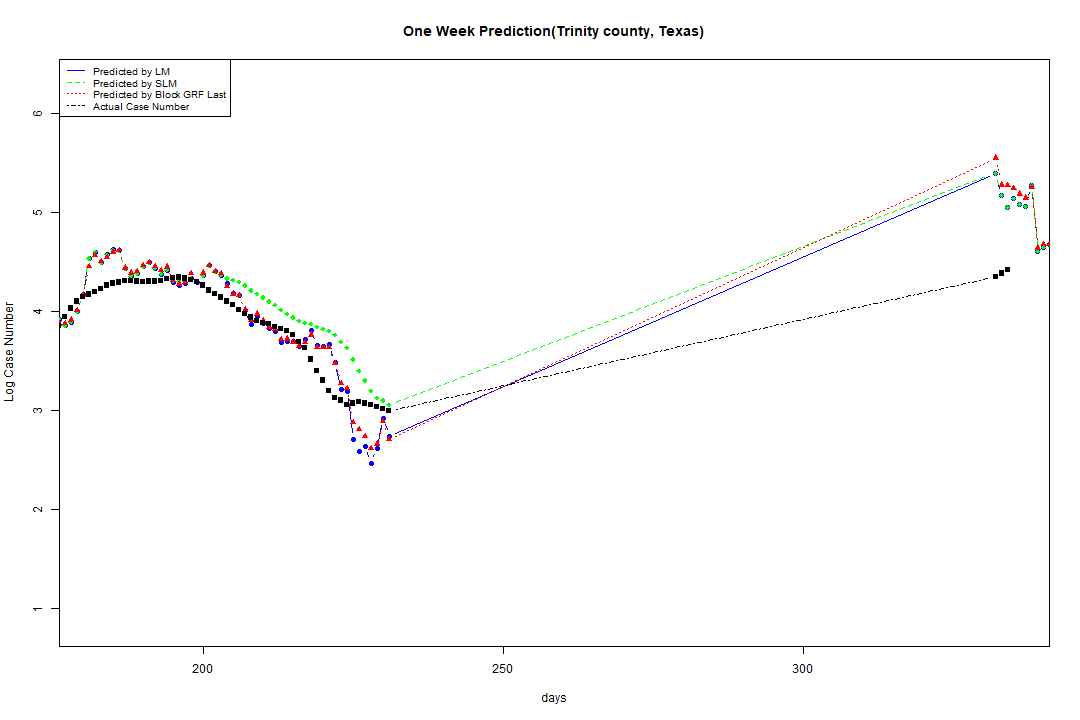 One Week Prediction(Trinity county, Texas)
Predicted by LM
Predicted by SLM
Predicted by Block GRF Last
Actual Case Number
6
5
4
3
2
1
Log Case Number
200
250
300
days